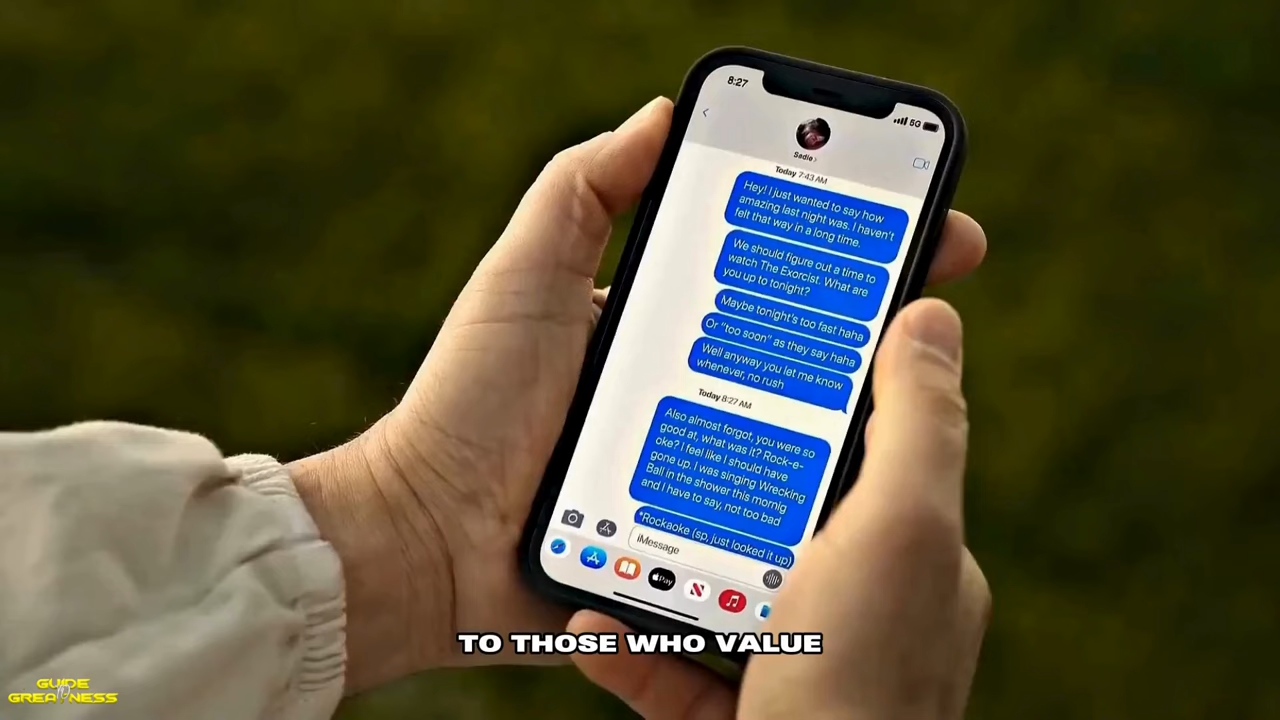 8:27
5G
Sadie
Today 7:43 AM
Hey! I just wanted to say how
amazing last night was. I haven't
felt that way in a long time.
We should figure out a time to
watch The Exorcist. What are
you up to tonight?
Maybe tonight's too fast haha
Or "too soon" as they say haha
Well anyway you let me know
whenever, no rush
Today 8:27 AM
Also almost forgot, you were so
good at, what was it? Rock-e-
oke? I feel like I should have
gone up. I was singing Wrecking
Ball in the shower this mornig
and I have to say, not too bad
*Rockaoke (sp, just looked it up)
iMessage
Pay
TO THOSE WHO VALUE
GUIDE
TO
GREATNESS